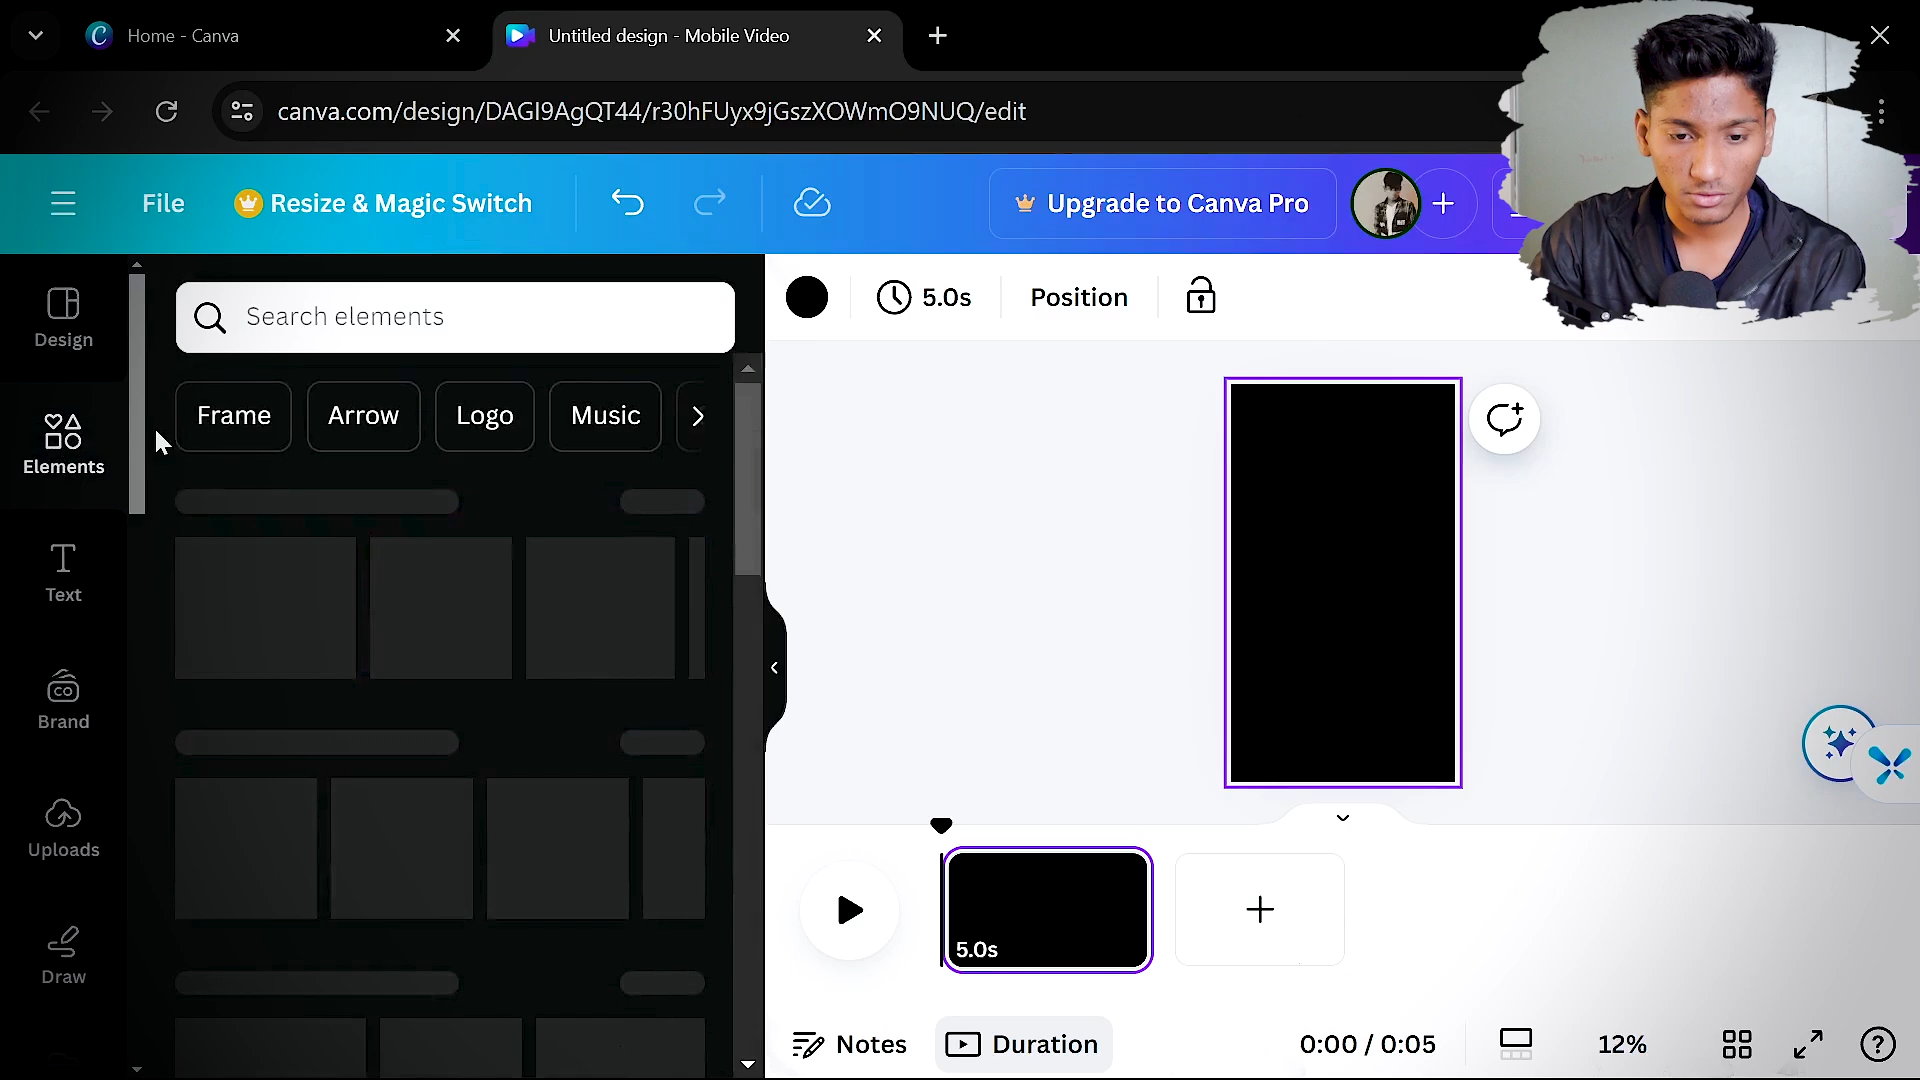 Home - Canva
Untitled design - Mobile Video
canva.com/design/DAGI9AgQT44/r30hFUyx9jGszXOWmO9NUQ/edit
File
Resize & Magic Switch
Upgrade to Canva Pro
Design
Elements
Text
Brand
CO
Uploads
Draw
Search elements
Frame
Arrow
Logo
Music
5.0s
Position
5.0s
Notes
Duration
0:00 / 0:05
12%